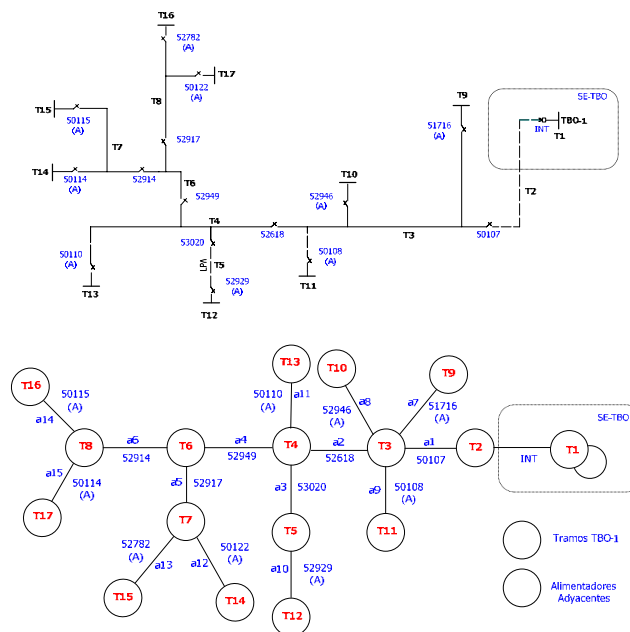 T16
52782
(A)
50122
(A)
T17
T8
T15
50115
(A)
T9
SE-TBO
51716
(A)
TBO-1
INT
T1
T7
52917
T14
50114
(A)
52914
T6
T10
T2
52949
52946
(A)
T4
T3
53020
52618
50107
50110
(A)
LPA
T5
50108
(A)
52929
(A)
T13
T11
T12
T16
50115
(A)
a14
T13
50110
(A)
a11
T10
T9
a8
a7
52946
(A)
51716
(A)
SE-TBO
T8
a6
52914
T6
a4
52949
T4
a2
52618
T3
a1
50107
T2
INT
T1
a15
50114
(A)
T17
a5
52917
a3
53020
a9
50108
(A)
T7
T5
T11
Tramos TBO-1
52782
(A)
50122
(A)
a13
a12
a10
52929
(A)
T15
T14
T12
Alimentadores
Adyacentes